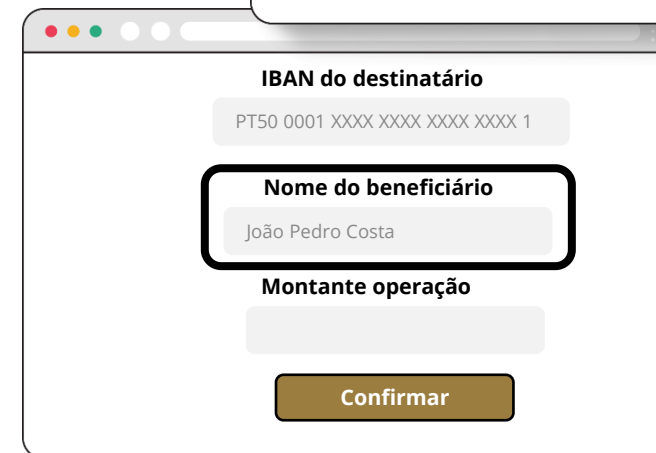 IBAN do destinatário
PT50 0001 XXXX XXXX XXXX XXXX 1
Nome do beneficiário
João Pedro Costa
Montante operação
Confirmar